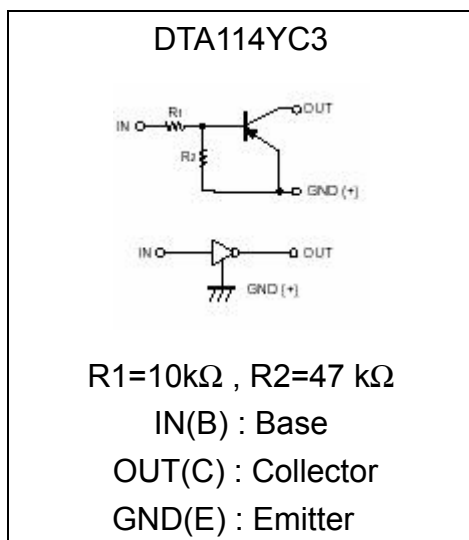 DTA114YC3
OUT
R1
IN
R2
GND (+)
IN
OUT
GND (+)
R1=10kΩ , R2=47 kΩ
IN(B) : Base
OUT(C) : Collector
GND(E) : Emitter